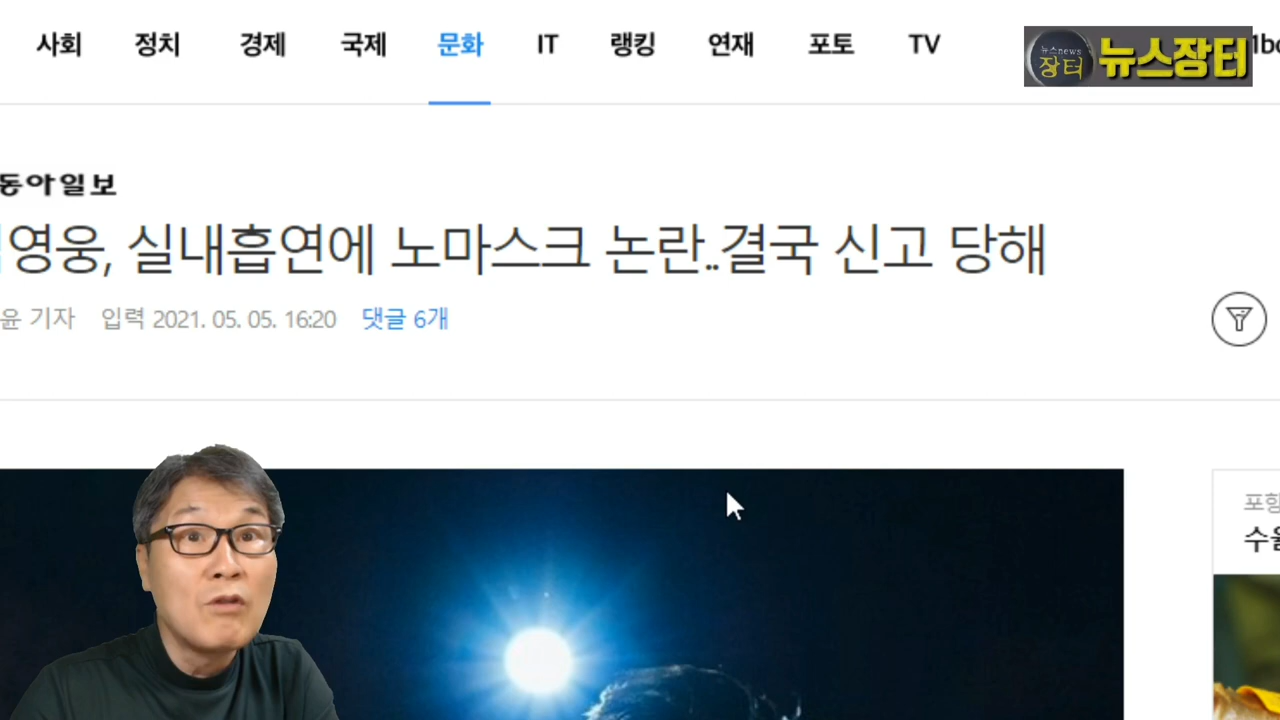 사회 정치 경제 국제 문화 IT 랭킹 연재 포토 TV
뉴스news
장터
뉴스장터
동아일보
영웅, 실내흡연에 노마스크 논란..결국 신고 당해
윤 기자 입력 2021. 05. 05. 16:20 댓글 6개
포항